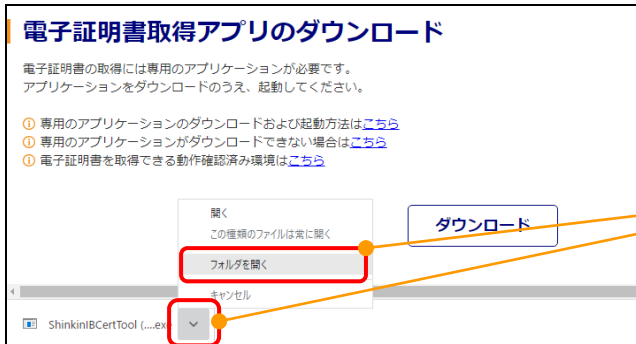 電子証明書取得アプリのダウンロード
電子証明書の取得には専用のアプリケーションが必要です。
アプリケーションをダウンロードのうえ、起動してください。
専用のアプリケーションのダウンロードおよび起動方法はこちら
専用のアプリケーションがダウンロードできない場合はこちら
電子証明書を取得できる動作確認済み環境はこちら
開く
この種類のファイルは常に開く
フォルダを開く
キャンセル
ダウンロード
ShinkinIBCertTool (....exe